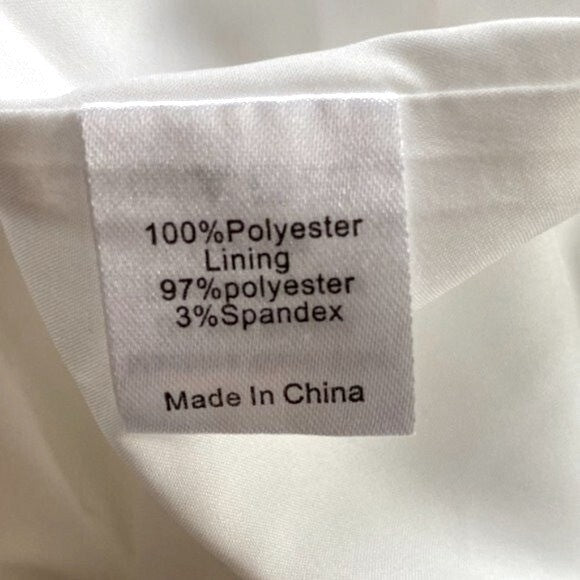 100%Polyester
Lining
97%polyester
3%Spandex
Made In China